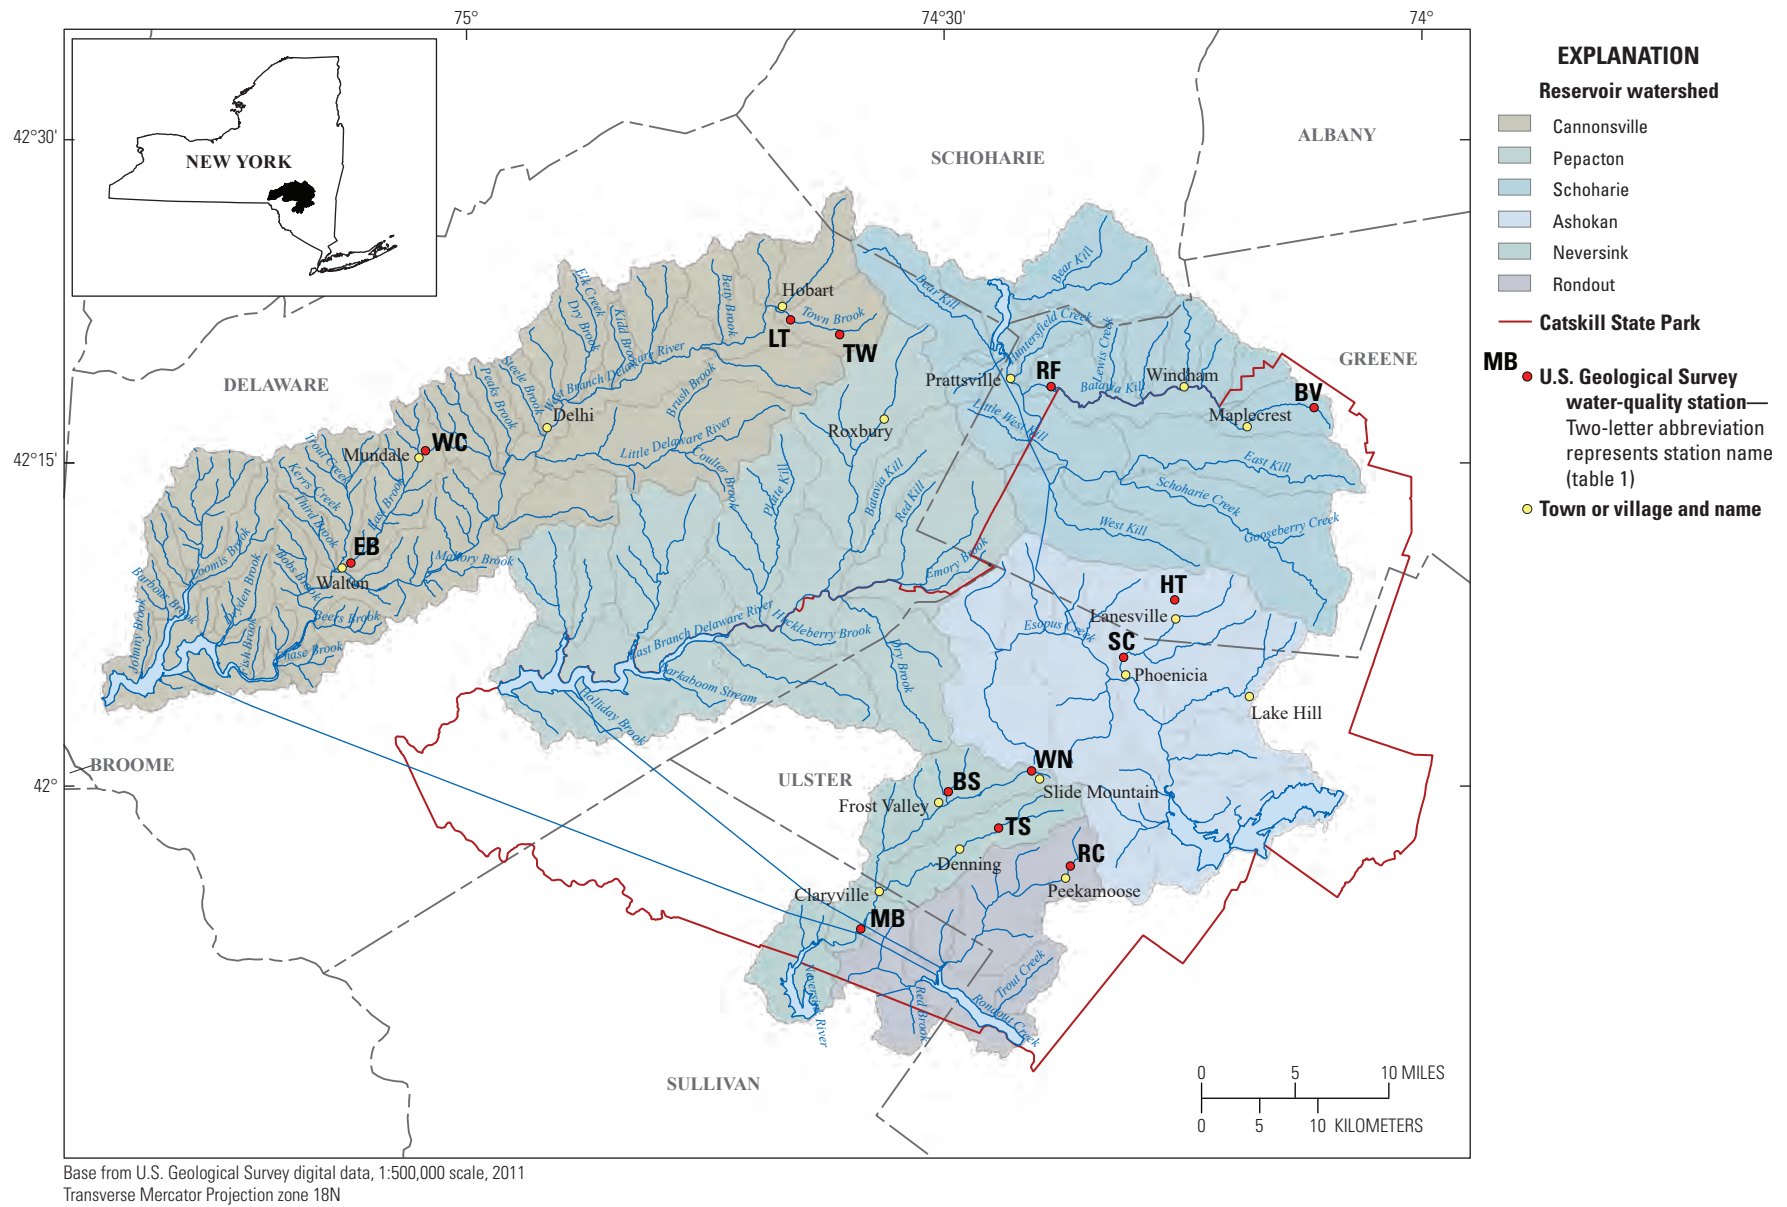 75°
74°30'
74°
42°30'
42°15'
42°
NEW YORK
SCHOHARIE
ALBANY
GREENE
DELAWARE
BROOME
ULSTER
SULLIVAN
Hobart
Town Brook
LT
TW
Betty Brook
Elk Creek
Dry Brook
Kidd Brook
West Branch Delaware River
Steele Brook
Peaks Brook
Delhi
Brush Brook
Little Delaware River
Coulter Brook
Platte Kill
Roxbury
Batavia Kill
Red Kill
Bear Kill
Bear Kill
Huntersfield Creek
Lewis Creek
Prattsville
RF
Batavia Kill
Windham
BV
Maplecrest
Little West Kill
East Kill
Schoharie Creek
Gooseberry Creek
West Kill
WC
Mundale
Trout Creek
Kerrs Creek
Third Brook
East Brook
EB
Walton
Mallory Brook
Loomis Brook
Bobs Brook
Dryden Brook
Barbour Brook
Johnny Brook
Beers Brook
Fish Brook
Chase Brook
Emory Brook
East Branch Delaware River
Huckleberry Brook
Dry Brook
Barkaboom Stream
Holliday Brook
HT
Lanesville
Esopus Creek
SC
Phoenicia
Lake Hill
WN
Slide Mountain
BS
Frost Valley
TS
Denning
RC
Peekamoose
Claryville
MB
Neversink River
Red Brook
Trout Creek
Rondout Creek
0 5 10 MILES
0 5 10 KILOMETERS
EXPLANATION
Reservoir watershed
Cannonsville
Pepacton
Schoharie
Ashokan
Neversink
Rondout
Catskill State Park
MB
U.S. Geological Survey
water-quality station—
Two-letter abbreviation
represents station name
(table 1)
Town or village and name
Base from U.S. Geological Survey digital data, 1:500,000 scale, 2011
Transverse Mercator Projection zone 18N